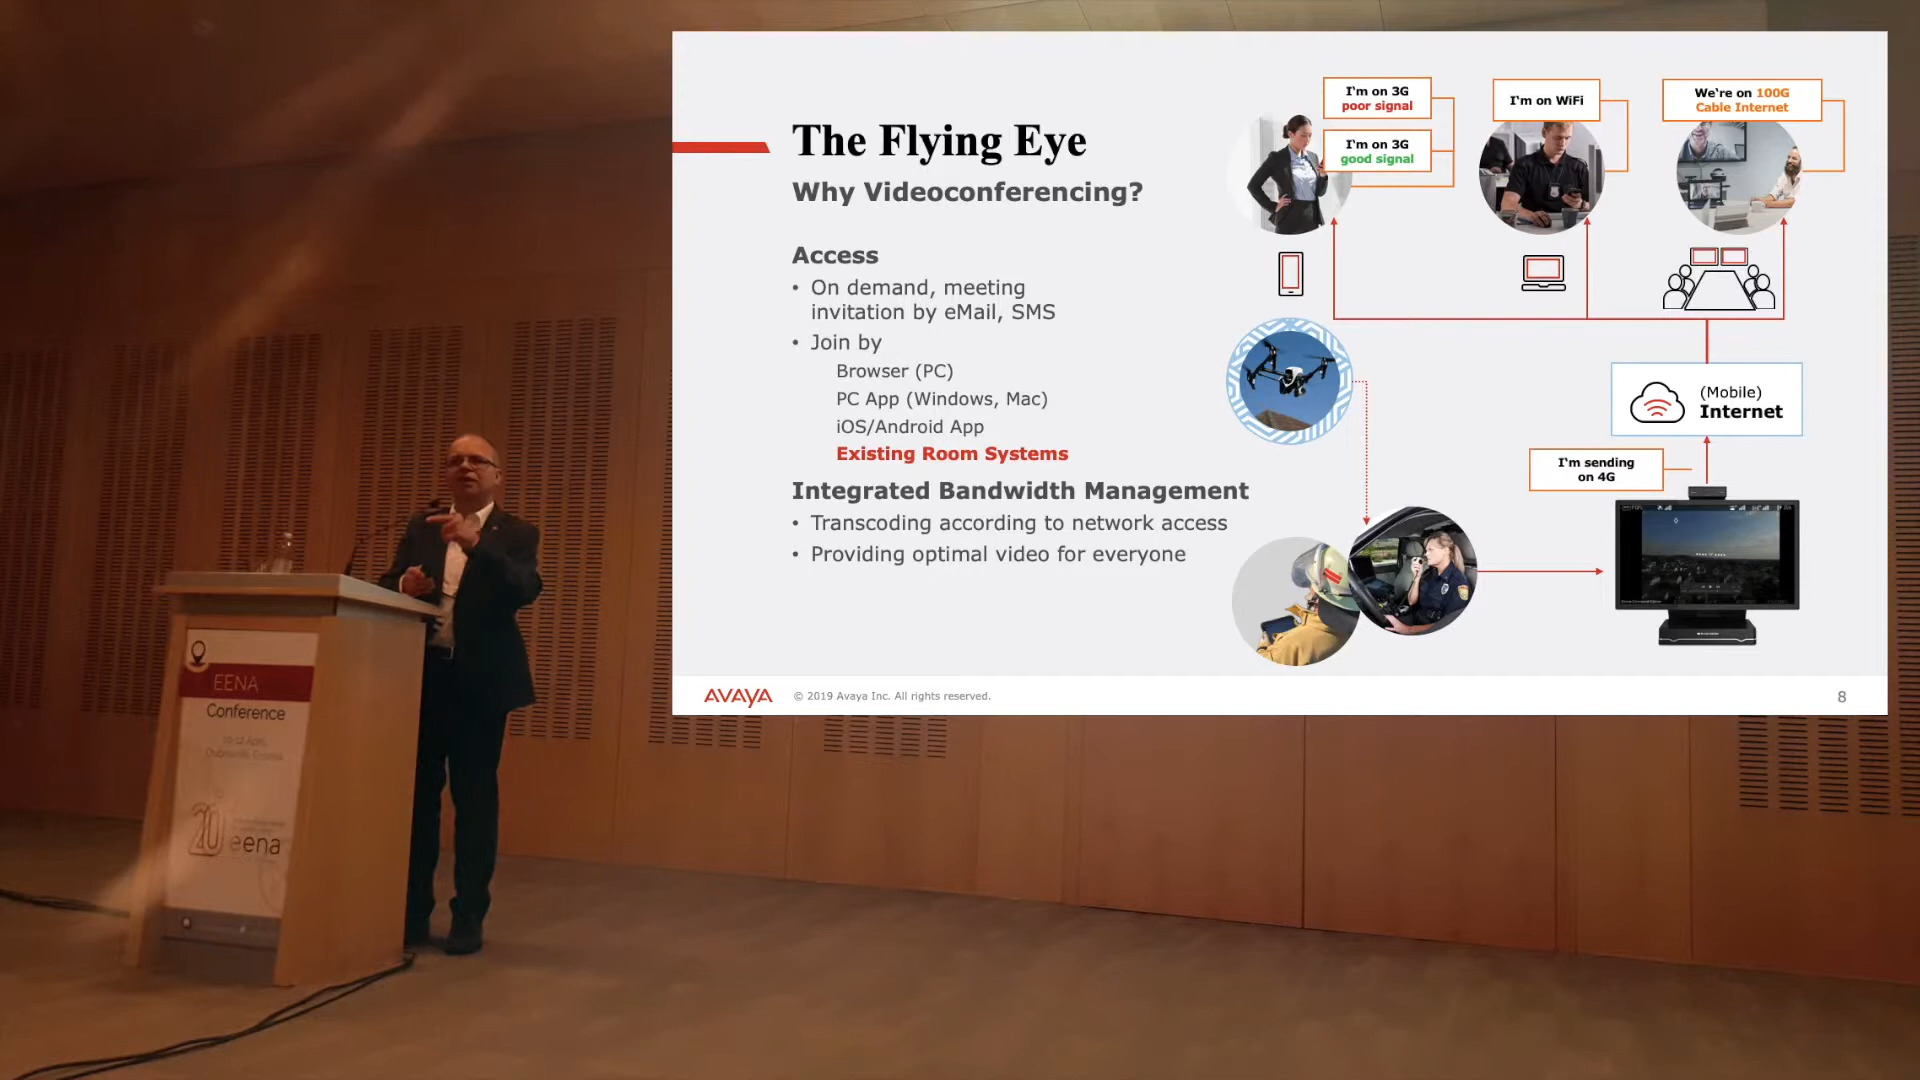 The Flying Eye
Why Videoconferencing?
Access
• On demand, meeting
invitation by eMail, SMS
• Join by
Browser (PC)
PC App (Windows, Mac)
iOS/Android App
Existing Room Systems
Integrated Bandwidth Management
• Transcoding according to network access
• Providing optimal video for everyone
I'm on 3G
poor signal
I'm on 3G
good signal
I'm on WiFi
We're on 100G
Cable Internet
(Mobile)
Internet
I'm sending
on 4G
AVAYA
© 2019 Avaya Inc. All rights reserved.
8
EENA
Conference
20
eena